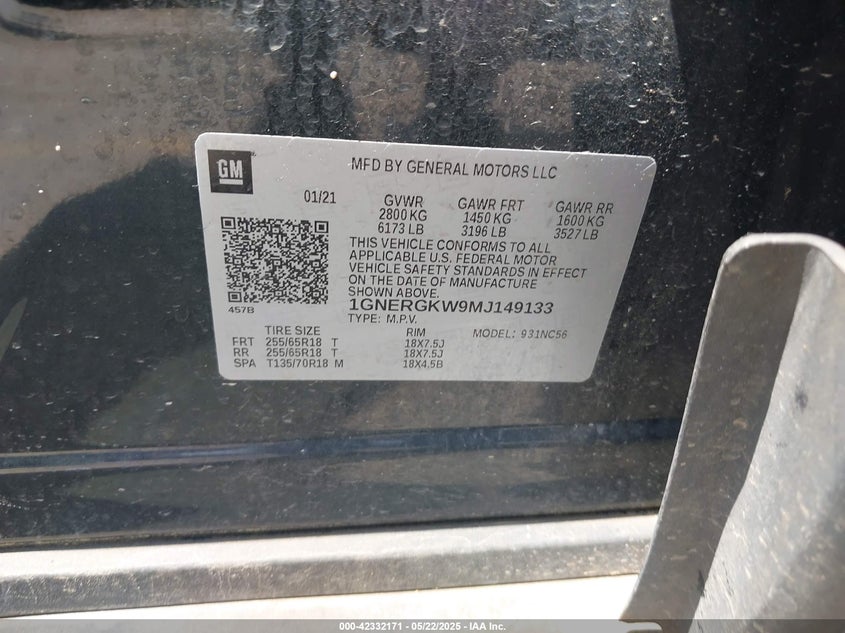 GM
MFD BY GENERAL MOTORS LLC
01/21 GVWR GAWR FRT GAWR RR
2800 KG 1450 KG 1600 KG
6173 LB 3196 LB 3527 LB
THIS VEHICLE CONFORMS TO ALL
APPLICABLE U.S. FEDERAL MOTOR
VEHICLE SAFETY STANDARDS IN EFFECT
ON THE DATE OF MANUFACTURE
SHOWN ABOVE.
457B 1GNERGKW9MJ149133
TYPE: M.P.V.
TIRE SIZE RIM MODEL: 931NC56
FRT 255/65R18 T 18X7.5J
RR 255/65R18 T 18X7.5J
SPA T135/70R18 M 18X4.5B
000-42332171 - 05/22/2025 - IAA Inc.